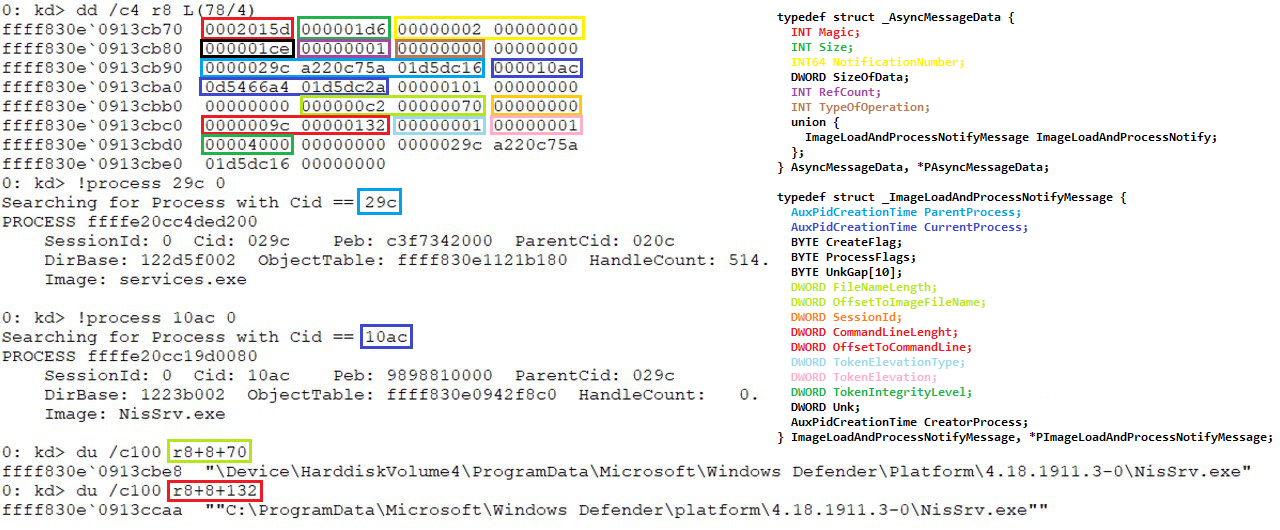 0: kd> dd /c4 r8 L(78/4)
ffff830e`0913cb70  0002015d 000001d6 00000002 00000000
ffff830e`0913cb80  000001ce 00000001 00000000 00000000
ffff830e`0913cb90  0000029c a220c75a 01d5dc16 000010ac
ffff830e`0913cba0  0d5466a4 01d5dc2a 00000101 00000000
ffff830e`0913cbb0  00000000 000000c2 00000070 00000000
ffff830e`0913cbc0  0000009c 00000132 00000001 00000001
ffff830e`0913cbd0  00004000 00000000 0000029c a220c75a
ffff830e`0913cbe0  01d5dc16 00000000
0: kd> !process 29c 0
Searching for Process with Cid == 29c
PROCESS ffffe20cc4ded200
    SessionId: 0  Cid: 029c    Peb: c3f7342000  ParentCid: 020c
    DirBase: 122d5f002  ObjectTable: ffff830e1121b180  HandleCount: 514.
    Image: services.exe
0: kd> !process 10ac 0
Searching for Process with Cid == 10ac
PROCESS ffffe20cc19d0080
    SessionId: 0  Cid: 10ac    Peb: 9898810000  ParentCid: 029c
    DirBase: 1223b002  ObjectTable: ffff830e0942f8c0  HandleCount:   0.
    Image: NisSrv.exe
0: kd> du /c100 r8+8+70
ffff830e`0913cbe8  "\Device\HarddiskVolume4\ProgramData\Microsoft\Windows Defender\Platform\4.18.1911.3-0\NisSrv.exe"
0: kd> du /c100 r8+8+132
ffff830e`0913ccaa  ""C:\ProgramData\Microsoft\Windows Defender\platform\4.18.1911.3-0\NisSrv.exe""
typedef struct _AsyncMessageData {
  INT Magic;
  INT Size;
  INT64 NotificationNumber;
  DWORD SizeOfData;
  INT RefCount;
  INT TypeOfOperation;
  union {
    ImageLoadAndProcessNotifyMessage ImageLoadAndProcessNotify;
  };
} AsyncMessageData, *PAsyncMessageData;
typedef struct _ImageLoadAndProcessNotifyMessage {
  AuxPidCreationTime ParentProcess;
  AuxPidCreationTime CurrentProcess;
  BYTE CreateFlag;
  BYTE ProcessFlags;
  BYTE UnkGap[10];
  DWORD FileNameLength;
  DWORD OffsetToImageFileName;
  DWORD SessionId;
  DWORD CommandLineLenght;
  DWORD OffsetToCommandLine;
  DWORD TokenElevationType;
  DWORD TokenElevation;
  DWORD TokenIntegrityLevel;
  DWORD Unk;
  AuxPidCreationTime CreatorProcess;
} ImageLoadAndProcessNotifyMessage, *PImageLoadAndProcessNotifyMessage;